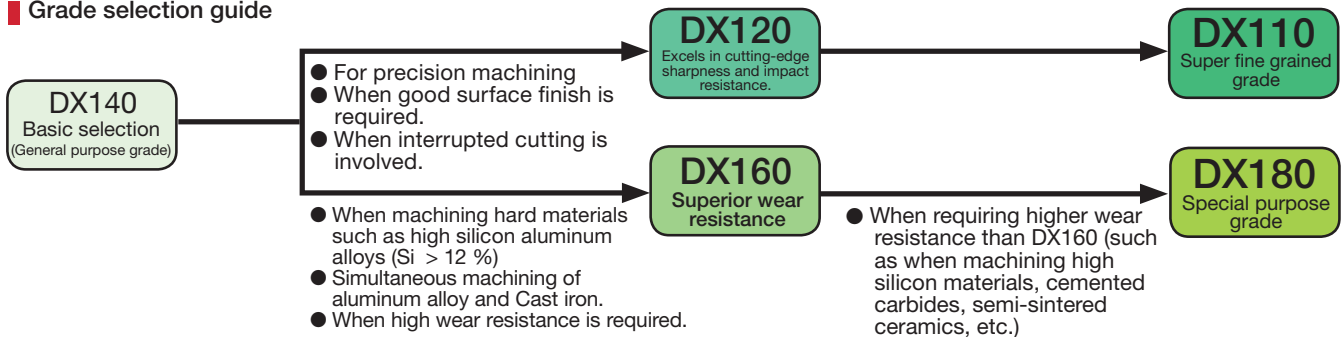 Grade selection guide
DX140
Basic selection
(General purpose grade)
● For precision machining
● When good surface finish is
required.
● When interrupted cutting is
involved.
DX120
Excels in cutting-edge
sharpness and impact
resistance.
DX110
Super fine grained
grade
● When machining hard materials
such as high silicon aluminum
alloys (Si > 12 %)
● Simultaneous machining of
aluminum alloy and Cast iron.
● When high wear resistance is required.
DX160
Superior wear
resistance
● When requiring higher wear
resistance than DX160 (such
as when machining high
silicon materials, cemented
carbides, semi-sintered
ceramics, etc.)
DX180
Special purpose
grade